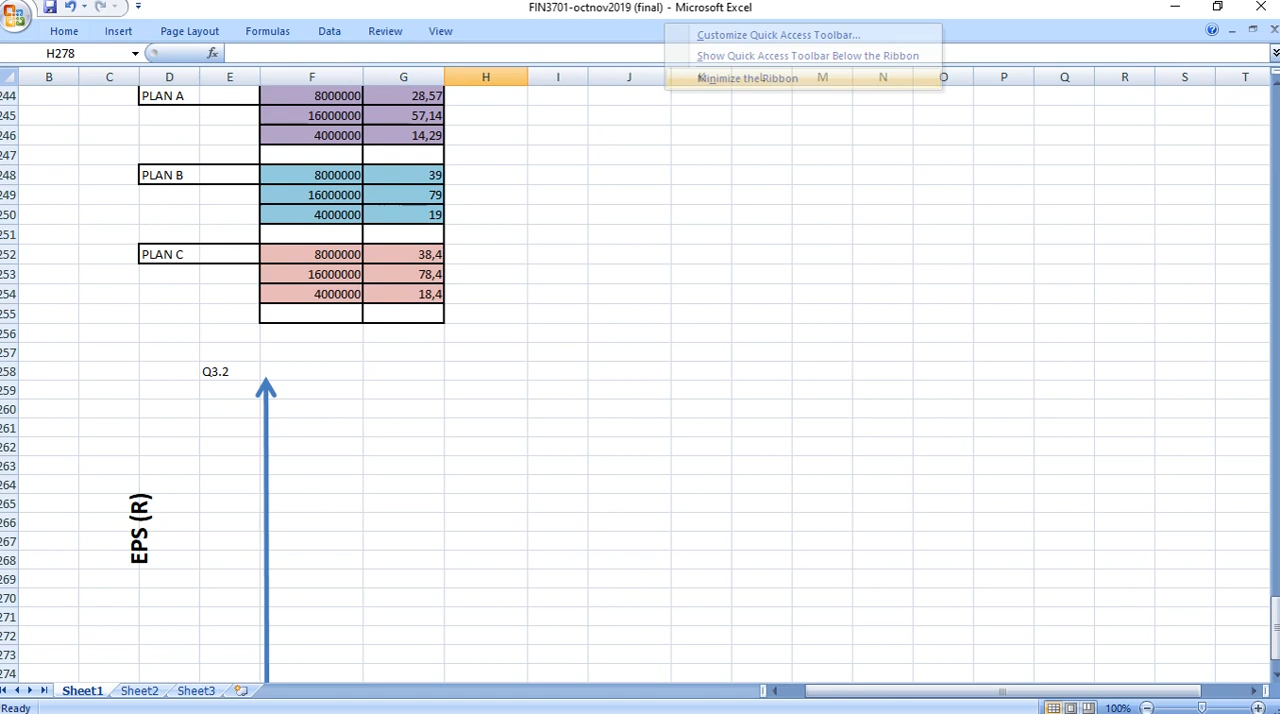 FIN3701-octnov2019 (final) - Microsoft Excel
Home Insert Page Layout Formulas Data Review View
Customize Quick Access Toolbar...
Show Quick Access Toolbar Below the Ribbon
Minimize the Ribbon
H278 fx
B C D E F G H I J K L M N O P Q R S T
244 PLAN A 8000000 28,57
245 16000000 57,14
246 4000000 14,29
247
248 PLAN B 8000000 39
249 16000000 79
250 4000000 19
251
252 PLAN C 8000000 38,4
253 16000000 78,4
254 4000000 18,4
255
256
257
258 Q3.2
259
260
261
262
263
264
265
266
267
268
269
270
271
272
273
274
EPS (R)
Sheet1 Sheet2 Sheet3
Ready 100%